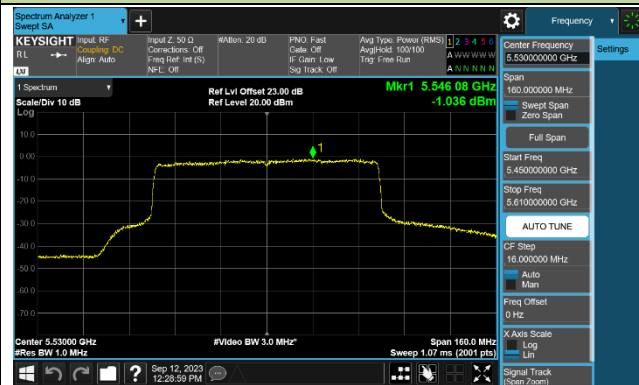 Spectrum Analyzer 1
Swept SA
Frequency
KEYSIGHT
Input: RF
Input Z: 50 Ω
#Atten: 20 dB
PNO: Fast
Avg Type: Power (RMS)
1 2 3 4 5 6
RL
Coupling: DC
Corrections: Off
Gate: Off
Avg|Hold: 100/100
A W W W W W
Align: Auto
Freq Ref: Int (S)
IF Gain: Low
Trig: Free Run
NFE: Off
Sig Track: Off
A N N N N N
LXI
1 Spectrum
Ref Lvl Offset 23.00 dB
Mkr1 5.546 08 GHz
Scale/Div 10 dB
Ref Level 20.00 dBm
-1.036 dBm
Log
10.0
0.00
1
-10.0
-20.0
-30.0
-40.0
-50.0
-60.0
-70.0
Center 5.53000 GHz
#Video BW 3.0 MHz*
Span 160.0 MHz
#Res BW 1.0 MHz
Sweep 1.07 ms (2001 pts)
Sep 12, 2023
12:28:59 PM
Center Frequency
5.530000000 GHz
Settings
Span
160.000000 MHz
Swept Span
Zero Span
Full Span
Start Freq
5.450000000 GHz
Stop Freq
5.610000000 GHz
AUTO TUNE
CF Step
16.000000 MHz
Auto
Man
Freq Offset
0 Hz
X Axis Scale
Log
Lin
Signal Track
(Span Zoom)